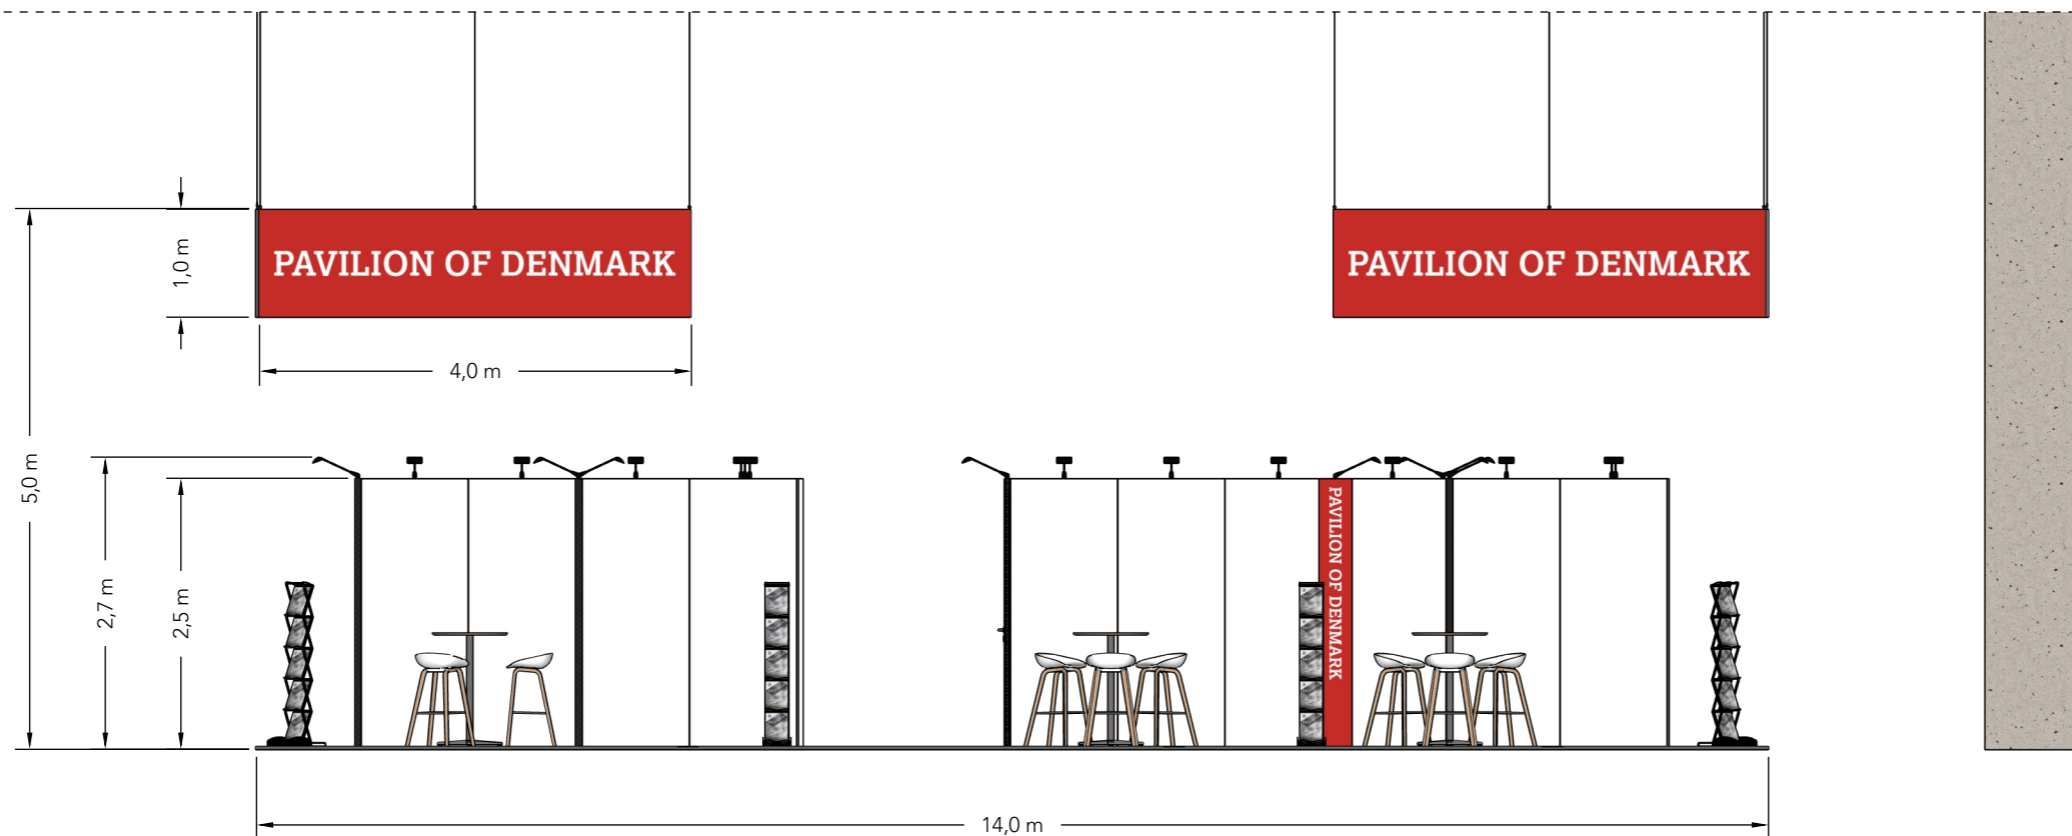 PAVILION OF DENMARK
PAVILION OF DENMARK
1,0 m
4,0 m
5,0 m
2,7 m
2,5 m
PAVILION OF DENMARK
14,0 m